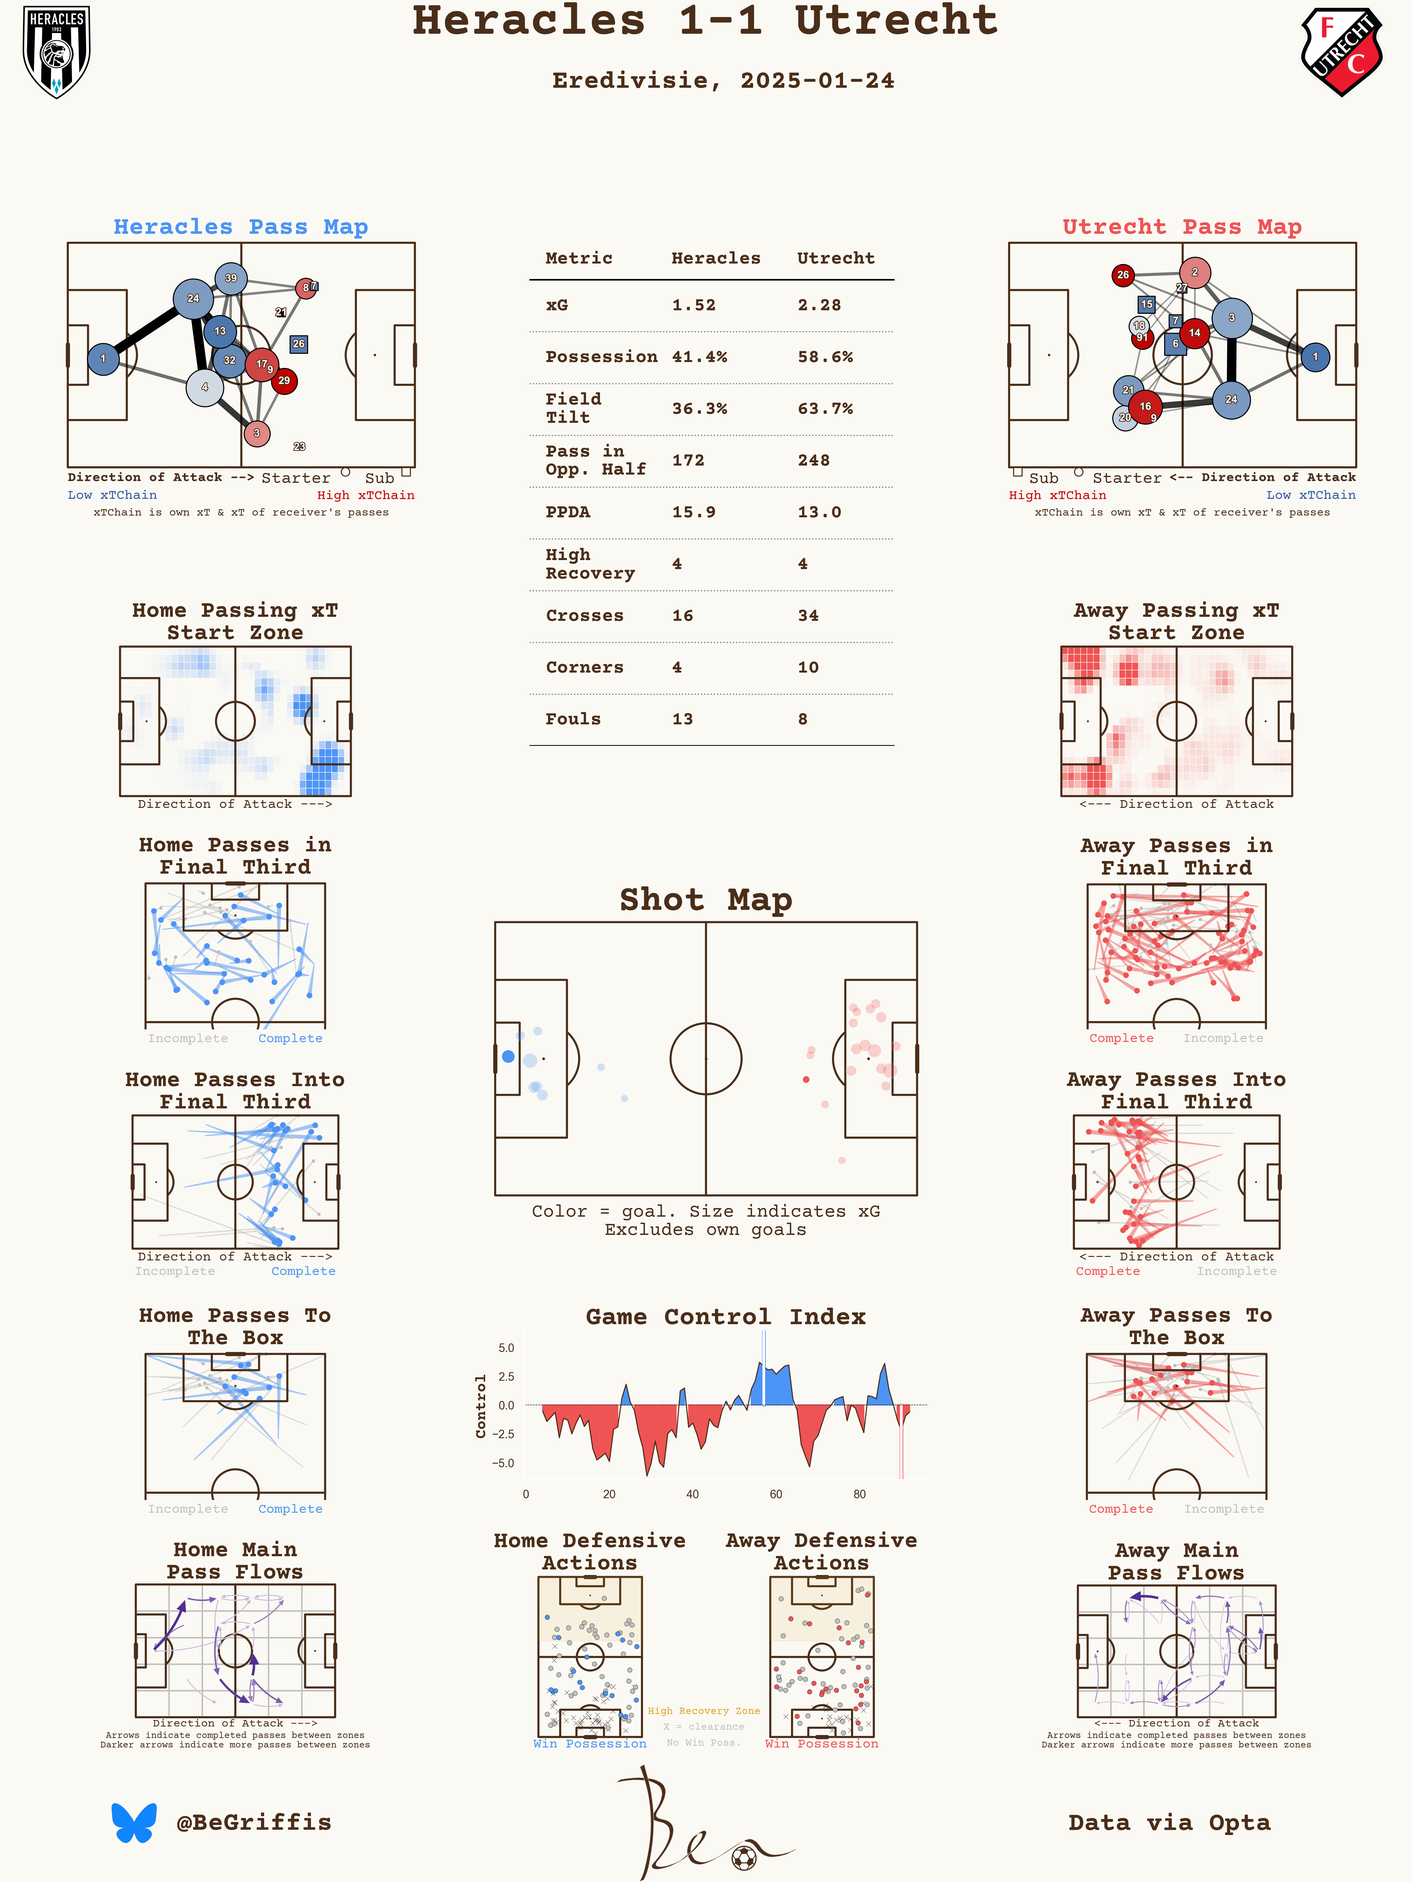 Heracles 1-1 Utrecht
Eredivisie, 2025-01-24
HERACLES
1903
FC
UTRECHT
Heracles Pass Map
39
24
8
7
21
13
26
1
32
17
9
4
29
3
23
Direction of Attack --> Starter Sub
Low xTChain High xTChain
xTChain is own xT & xT of receiver's passes
Metric Heracles Utrecht
xG 1.52 2.28
Possession 41.4% 58.6%
Field
Tilt 36.3% 63.7%
Pass in
Opp. Half 172 248
PPDA 15.9 13.0
High
Recovery 4 4
Crosses 16 34
Corners 4 10
Fouls 13 8
Utrecht Pass Map
26
2
27
15
3
18
7
14
91
6
1
21
24
16
20
9
Sub Starter <-- Direction of Attack
High xTChain Low xTChain
xTChain is own xT & xT of receiver's passes
Home Passing xT
Start Zone
Direction of Attack --->
Away Passing xT
Start Zone
<--- Direction of Attack
Home Passes in
Final Third
Incomplete Complete
Away Passes in
Final Third
Complete Incomplete
Shot Map
Color = goal. Size indicates xG
Excludes own goals
Home Passes Into
Final Third
Direction of Attack --->
Incomplete Complete
Away Passes Into
Final Third
<--- Direction of Attack
Complete Incomplete
Home Passes To
The Box
Incomplete Complete
Game Control Index
Control
5.0
2.5
0.0
−2.5
−5.0
0 20 40 60 80
Away Passes To
The Box
Complete Incomplete
Home Main
Pass Flows
Direction of Attack --->
Arrows indicate completed passes between zones
Darker arrows indicate more passes between zones
Home Defensive
Actions
Win Possession
High Recovery Zone
X = clearance
No Win Poss.
Away Defensive
Actions
Win Possession
Away Main
Pass Flows
<--- Direction of Attack
Arrows indicate completed passes between zones
Darker arrows indicate more passes between zones
@BeGriffis
Ben
Data via Opta